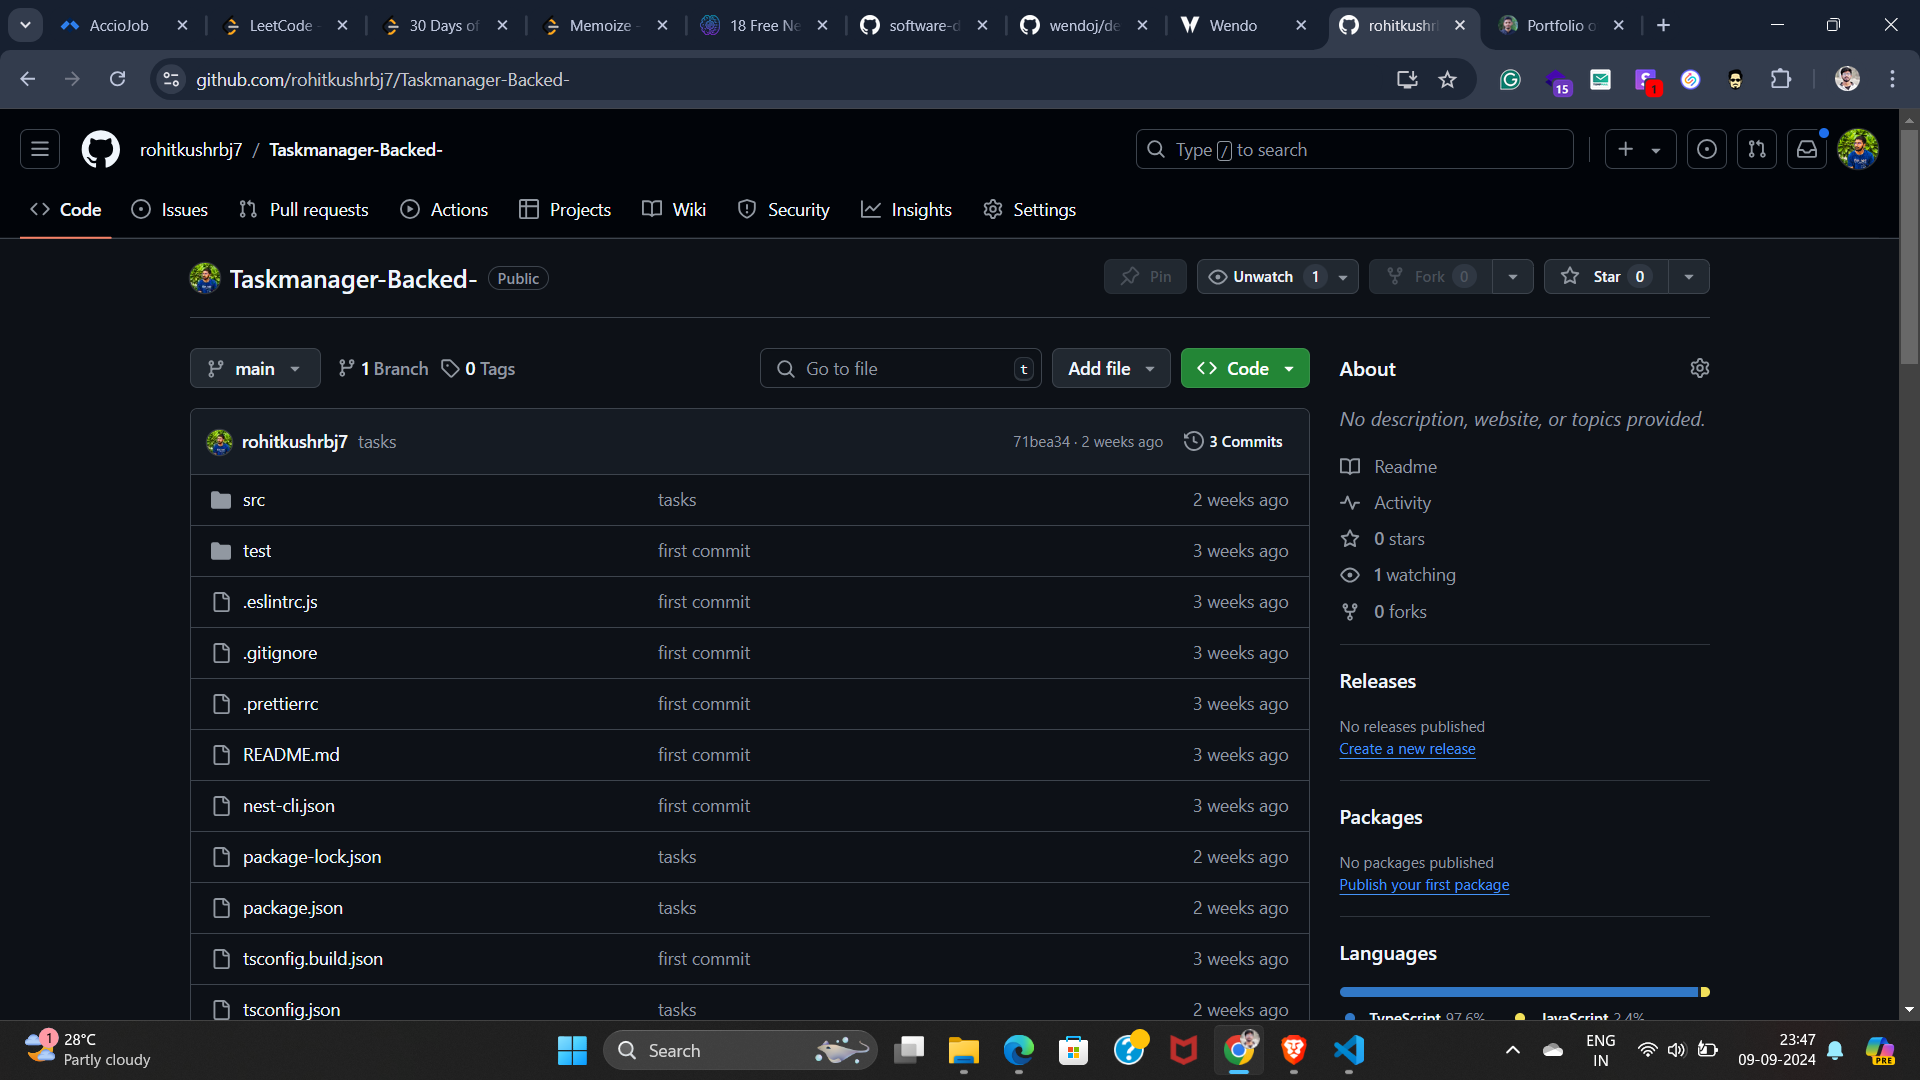 AccioJob
LeetCode
30 Days of
Memoize
18 Free Ne
software-d
wendoj/de
Wendo
rohitkushrl
Portfolio o
github.com/rohitkushrbj7/Taskmanager-Backed-
15
1
rohitkushrbj7 / Taskmanager-Backed-
Type / to search
Code
Issues
Pull requests
Actions
Projects
Wiki
Security
Insights
Settings
Taskmanager-Backed-
Public
Pin
Unwatch 1
Fork 0
Star 0
main
1 Branch
0 Tags
Go to file
t
Add file
Code
rohitkushrbj7 tasks
71bea34 · 2 weeks ago
3 Commits
src tasks 2 weeks ago
test first commit 3 weeks ago
.eslintrc.js first commit 3 weeks ago
.gitignore first commit 3 weeks ago
.prettierrc first commit 3 weeks ago
README.md first commit 3 weeks ago
nest-cli.json first commit 3 weeks ago
package-lock.json tasks 2 weeks ago
package.json tasks 2 weeks ago
tsconfig.build.json first commit 3 weeks ago
tsconfig.json tasks 2 weeks ago
About
No description, website, or topics provided.
Readme
Activity
0 stars
1 watching
0 forks
Releases
No releases published
Create a new release
Packages
No packages published
Publish your first package
Languages
TypeScript 97.6% JavaScript 2.4%
1
28°C
Partly cloudy
Search
ENG
IN
23:47
09-09-2024
PRE